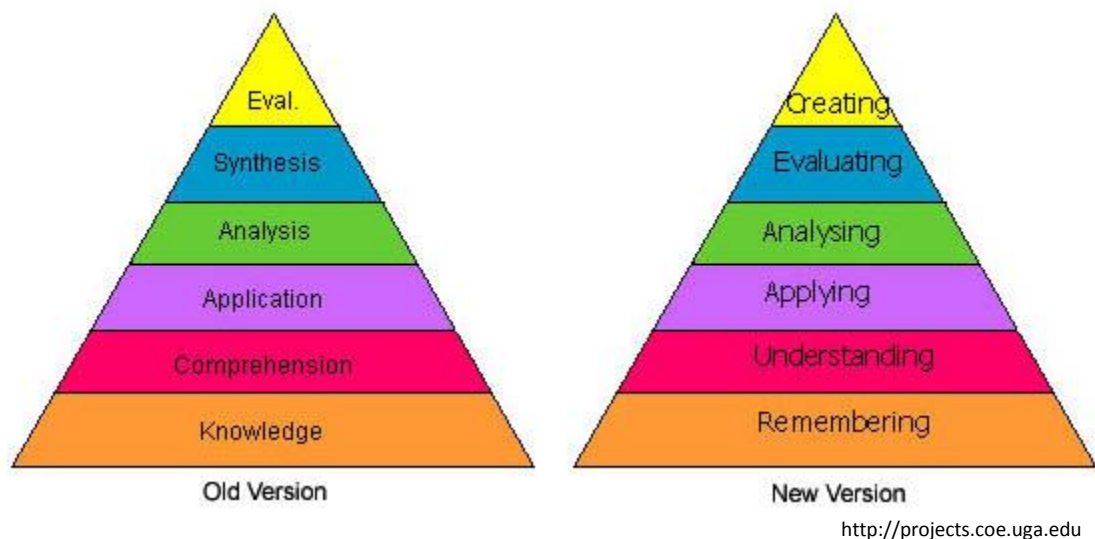 Eval.
Synthesis
Analysis
Application
Comprehension
Knowledge
Old Version
Creating
Evaluating
Analysing
Applying
Understanding
Remembering
New Version
http://projects.coe.uga.edu